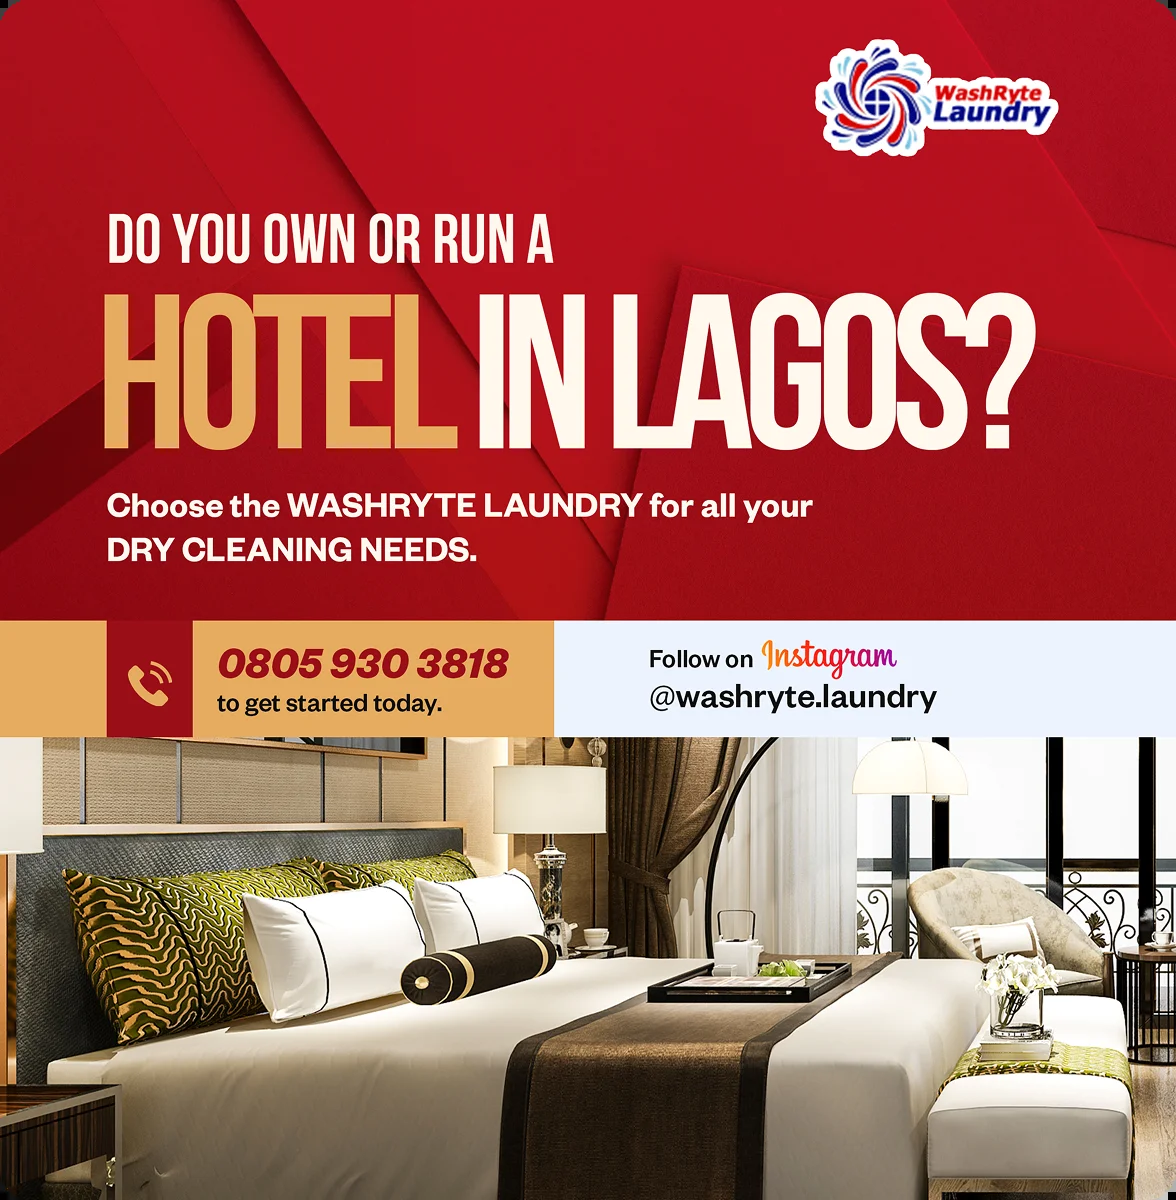 WashRyte
Laundry
DO YOU OWN OR RUN A
HOTEL IN LAGOS?
Choose the WASHRYTE LAUNDRY for all your
DRY CLEANING NEEDS.
0805 930 3818
to get started today.
Follow on Instagram
@washryte.laundry